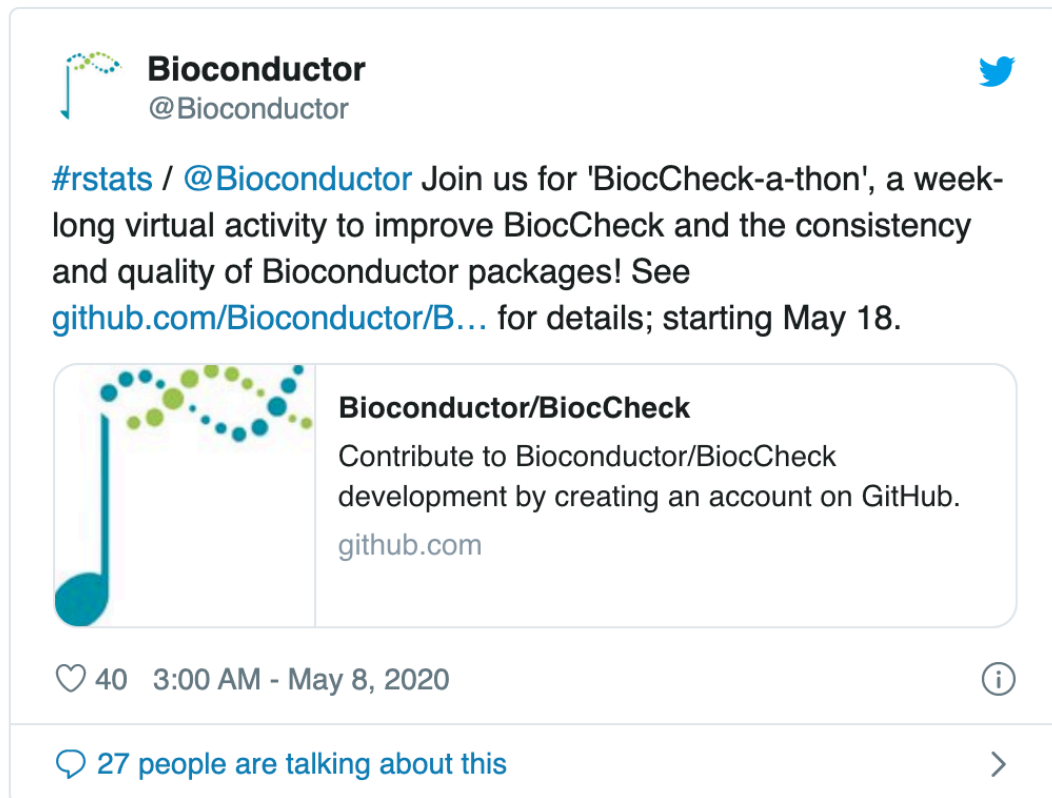 Bioconductor
@Bioconductor
#rstats / @Bioconductor Join us for 'BiocCheck-a-thon', a week-
long virtual activity to improve BiocCheck and the consistency
and quality of Bioconductor packages! See
github.com/Bioconductor/B… for details; starting May 18.
Bioconductor/BiocCheck
Contribute to Bioconductor/BiocCheck
development by creating an account on GitHub.
github.com
40 3:00 AM - May 8, 2020
27 people are talking about this